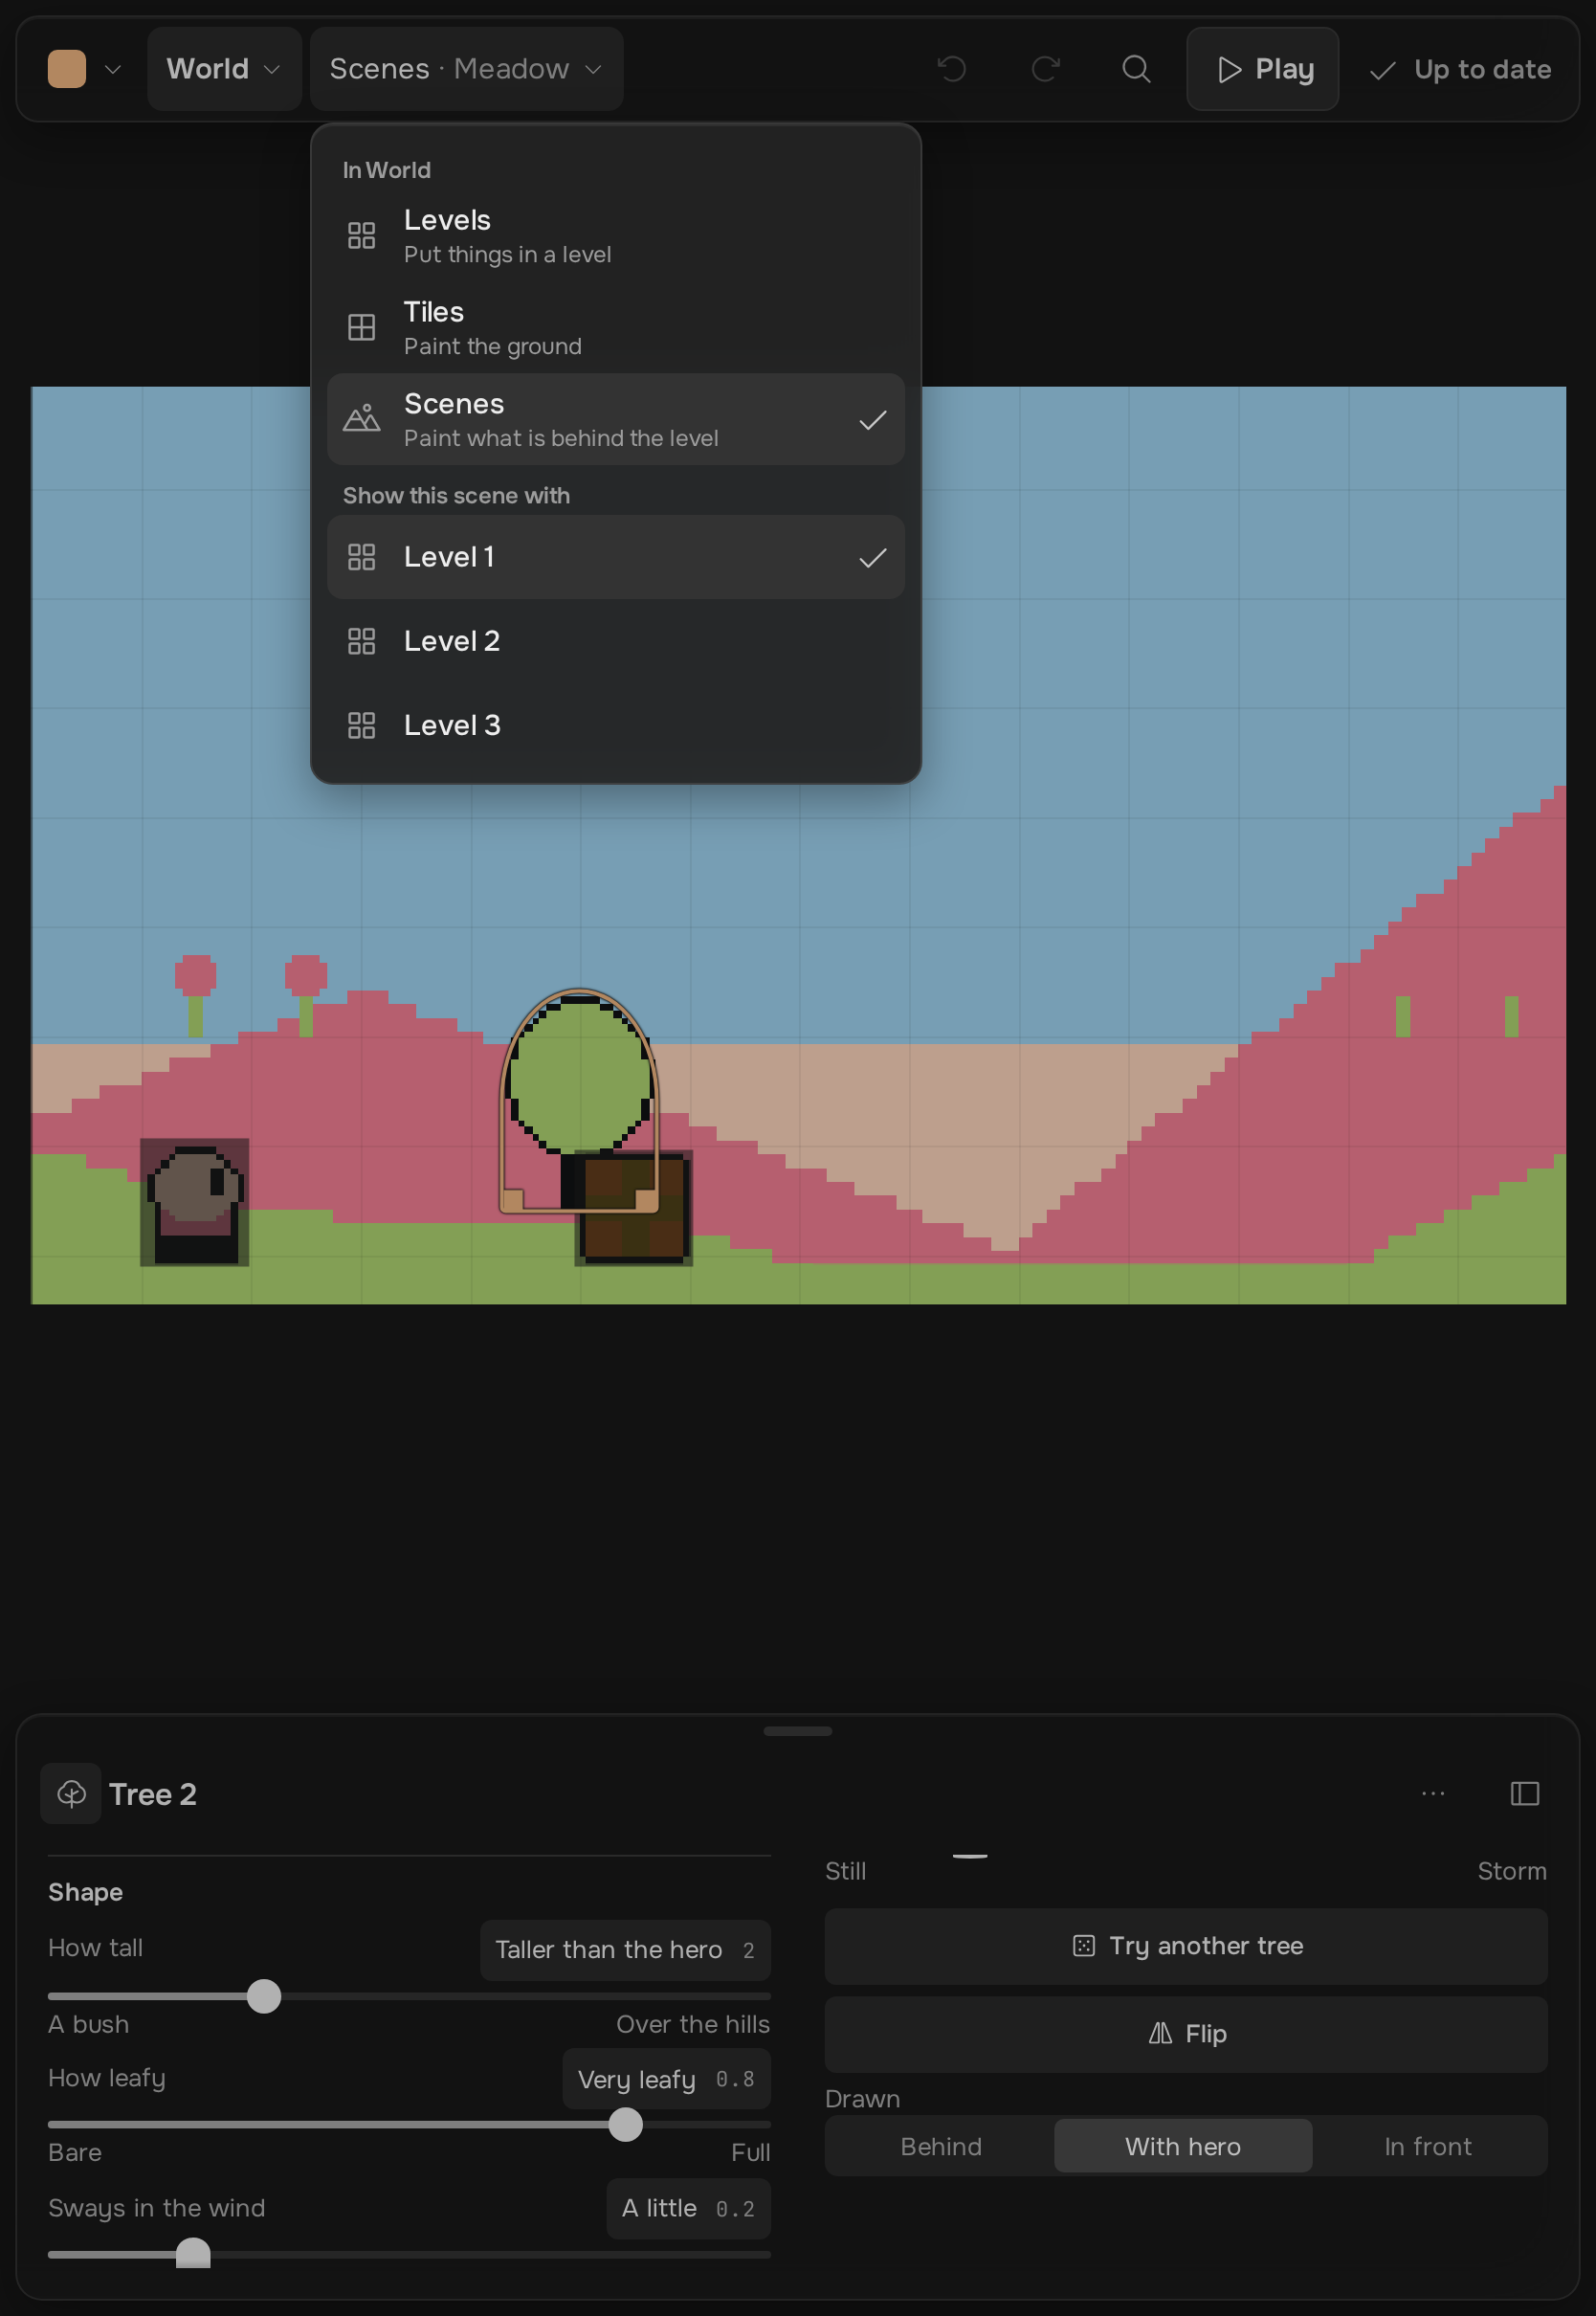 World
Scenes · Meadow
Play
Up to date
In World
Levels
Put things in a level
Tiles
Paint the ground
Scenes
Paint what is behind the level
Show this scene with
Level 1
Level 2
Level 3
Tree 2
Shape
How tall
Taller than the hero 2
A bush
Over the hills
How leafy
Very leafy 0.8
Bare
Full
Sways in the wind
A little 0.2
Still
Storm
Try another tree
Flip
Drawn
Behind
With hero
In front